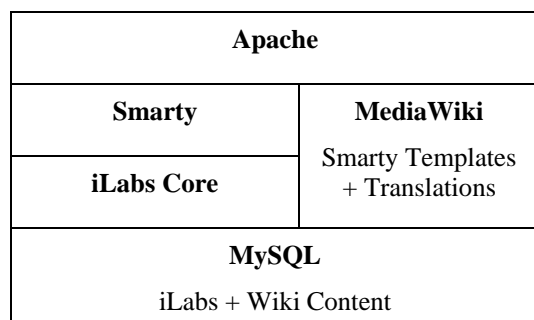 Apache
Smarty
iLabs Core
MediaWiki
Smarty Templates
+ Translations
MySQL
iLabs + Wiki Content